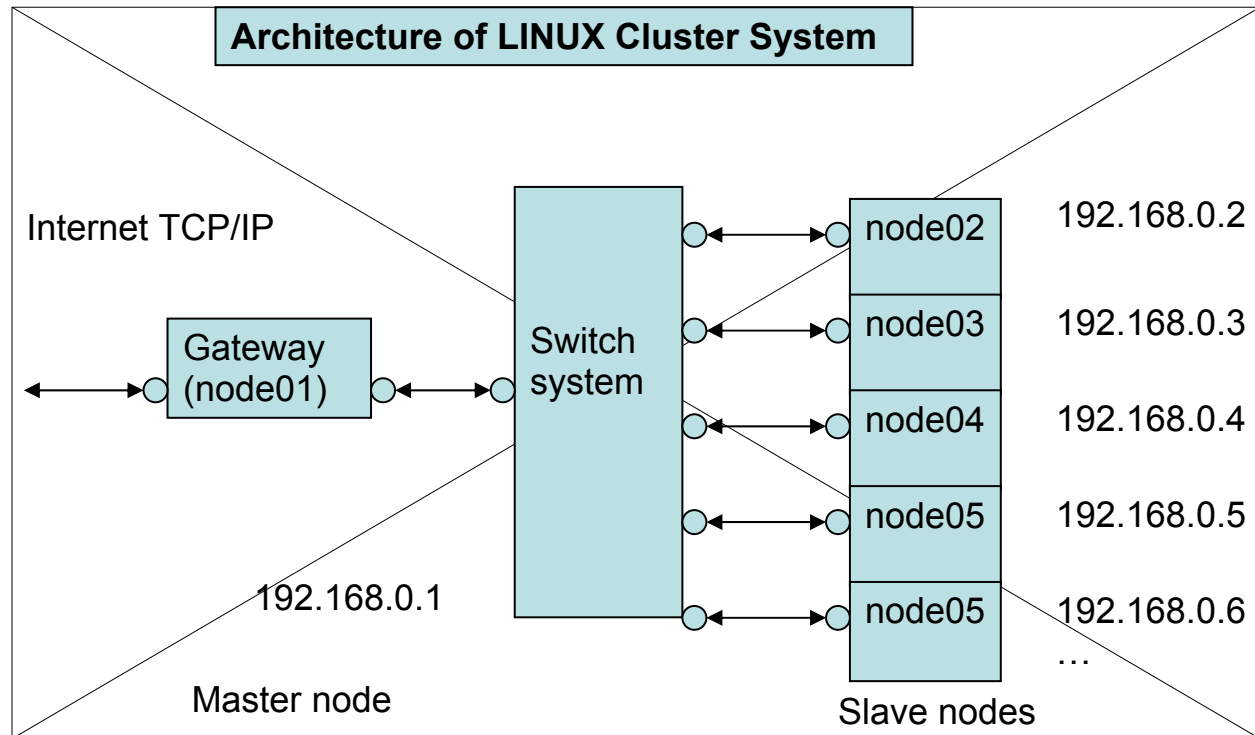 Architecture of LINUX Cluster System
Internet TCP/IP
Gateway
(node01)
192.168.0.1
Master node
Switch
system
node02
192.168.0.2
node03
192.168.0.3
node04
192.168.0.4
node05
192.168.0.5
node05
192.168.0.6
…
Slave nodes